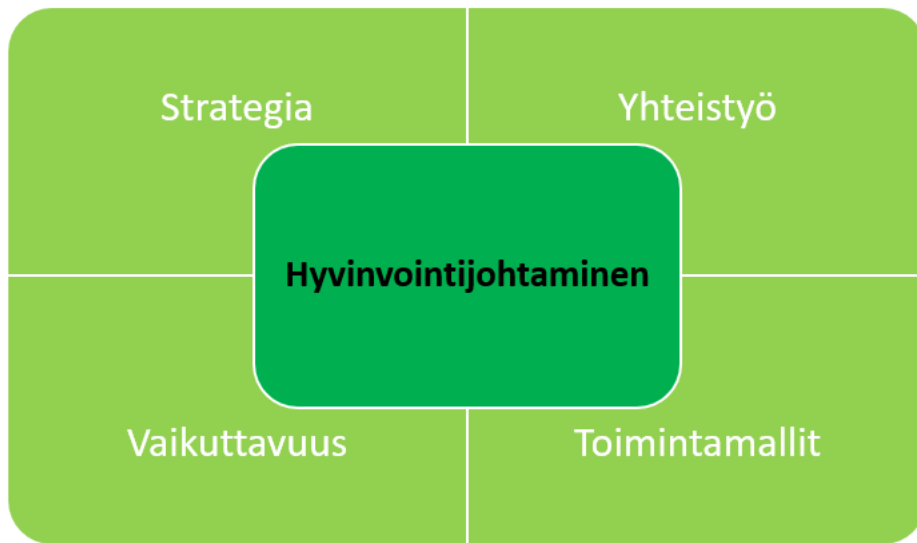 Strategia
Yhteistyö
Hyvinvointijohtaminen
Vaikuttavuus
Toimintamallit